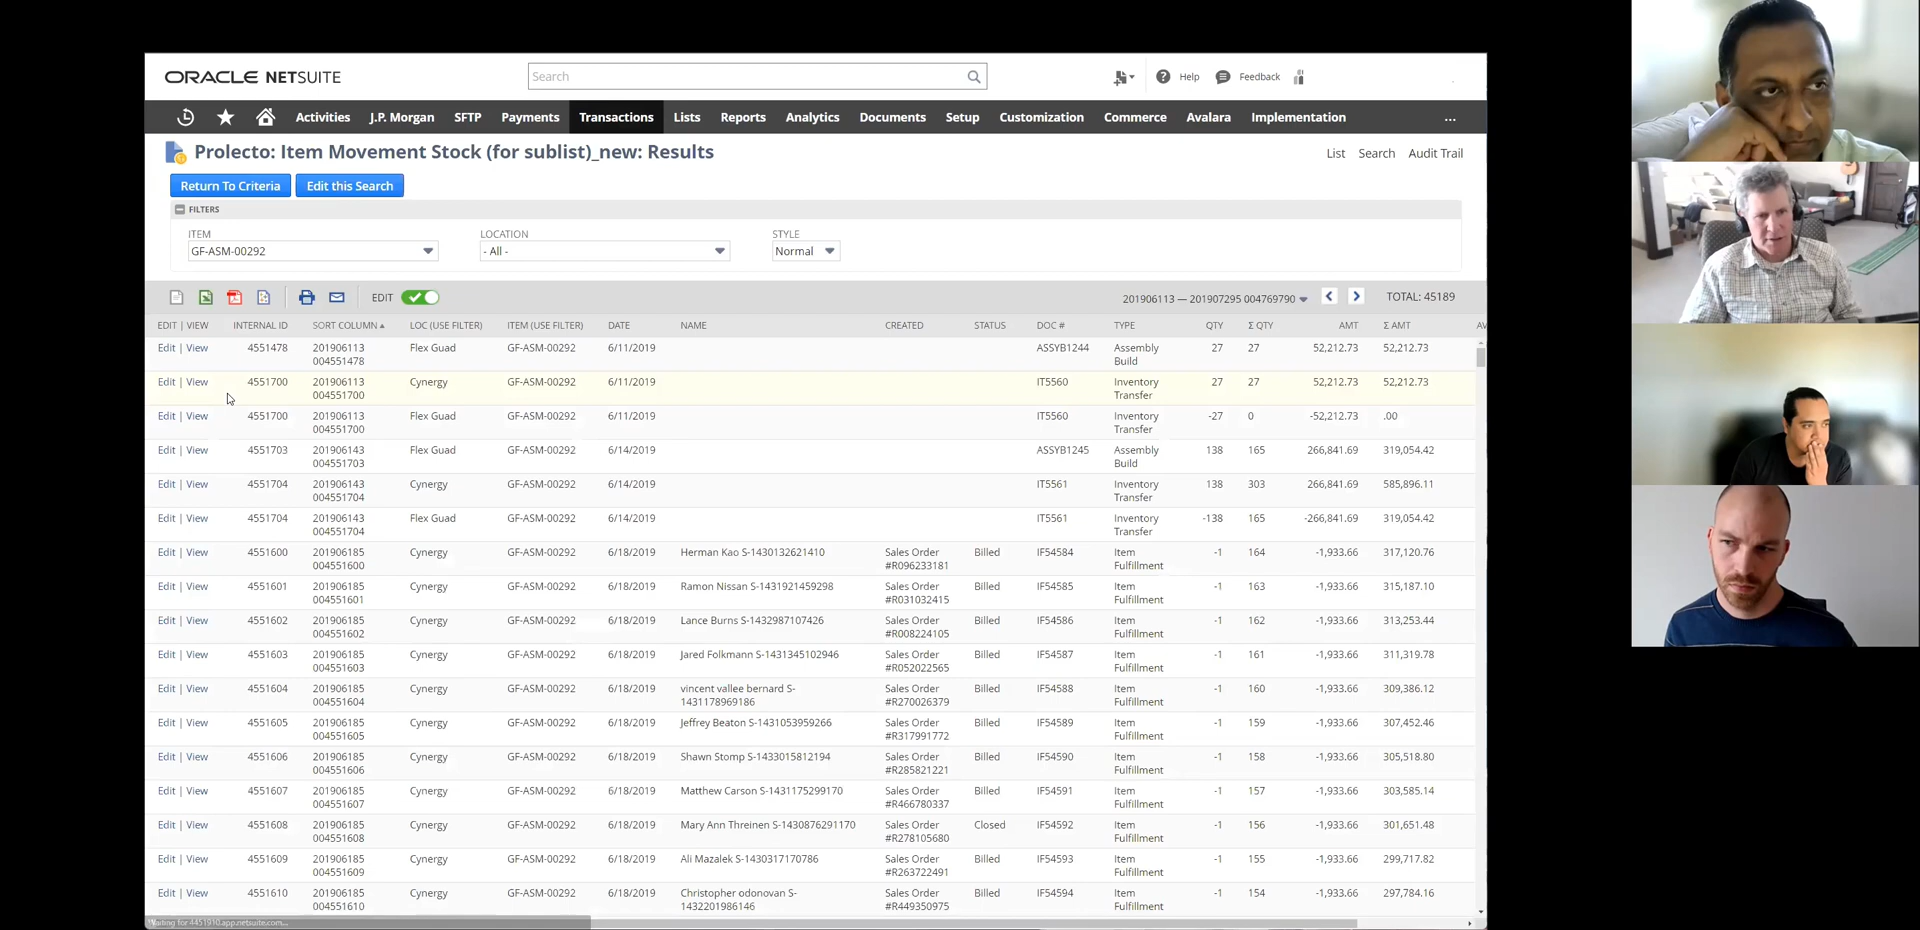 ORACLE NETSUITE
Search
Help
Feedback
Activities J.P. Morgan SFTP Payments Transactions Lists Reports Analytics Documents Setup Customization Commerce Avalara Implementation ...
Prolecto: Item Movement Stock (for sublist)_new: Results
List Search Audit Trail
Return To Criteria Edit this Search
FILTERS
ITEM LOCATION STYLE
GF-ASM-00292 - All - Normal
EDIT 201906113 — 201907295 004769790 TOTAL: 45189
EDIT | VIEW INTERNAL ID SORT COLUMN LOC (USE FILTER) ITEM (USE FILTER) DATE NAME CREATED STATUS DOC # TYPE QTY Σ QTY AMT Σ AMT AV
Edit | View 4551478 201906113 Flex Guad GF-ASM-00292 6/11/2019 ASSYB1244 Assembly 27 27 52,212.73 52,212.73
004551478 Build
Edit | View 4551700 201906113 Cynergy GF-ASM-00292 6/11/2019 IT5560 Inventory 27 27 52,212.73 52,212.73
004551700 Transfer
Edit | View 4551700 201906113 Flex Guad GF-ASM-00292 6/11/2019 IT5560 Inventory -27 0 -52,212.73 .00
004551700 Transfer
Edit | View 4551703 201906143 Flex Guad GF-ASM-00292 6/14/2019 ASSYB1245 Assembly 138 165 266,841.69 319,054.42
004551703 Build
Edit | View 4551704 201906143 Cynergy GF-ASM-00292 6/14/2019 IT5561 Inventory 138 303 266,841.69 585,896.11
004551704 Transfer
Edit | View 4551704 201906143 Flex Guad GF-ASM-00292 6/14/2019 IT5561 Inventory -138 165 -266,841.69 319,054.42
004551704 Transfer
Edit | View 4551600 201906185 Cynergy GF-ASM-00292 6/18/2019 Herman Kao S-1430132621410 Sales Order Billed IF54584 Item -1 164 -1,933.66 317,120.76
004551600 #R096233181 Fulfillment
Edit | View 4551601 201906185 Cynergy GF-ASM-00292 6/18/2019 Ramon Nissan S-1431921459298 Sales Order Billed IF54585 Item -1 163 -1,933.66 315,187.10
004551601 #R031032415 Fulfillment
Edit | View 4551602 201906185 Cynergy GF-ASM-00292 6/18/2019 Lance Burns S-1432987107426 Sales Order Billed IF54586 Item -1 162 -1,933.66 313,253.44
004551602 #R008224105 Fulfillment
Edit | View 4551603 201906185 Cynergy GF-ASM-00292 6/18/2019 Jared Folkmann S-1431345102946 Sales Order Billed IF54587 Item -1 161 -1,933.66 311,319.78
004551603 #R052022565 Fulfillment
Edit | View 4551604 201906185 Cynergy GF-ASM-00292 6/18/2019 vincent vallee bernard S- Sales Order Billed IF54588 Item -1 160 -1,933.66 309,386.12
004551604 1431178969186 #R270026379 Fulfillment
Edit | View 4551605 201906185 Cynergy GF-ASM-00292 6/18/2019 Jeffrey Beaton S-1431053959266 Sales Order Billed IF54589 Item -1 159 -1,933.66 307,452.46
004551605 #R317991772 Fulfillment
Edit | View 4551606 201906185 Cynergy GF-ASM-00292 6/18/2019 Shawn Stomp S-1433015812194 Sales Order Billed IF54590 Item -1 158 -1,933.66 305,518.80
004551606 #R285821221 Fulfillment
Edit | View 4551607 201906185 Cynergy GF-ASM-00292 6/18/2019 Matthew Carson S-1431175299170 Sales Order Billed IF54591 Item -1 157 -1,933.66 303,585.14
004551607 #R466780337 Fulfillment
Edit | View 4551608 201906185 Cynergy GF-ASM-00292 6/18/2019 Mary Ann Threinen S-1430876291170 Sales Order Closed IF54592 Item -1 156 -1,933.66 301,651.48
004551608 #R278105680 Fulfillment
Edit | View 4551609 201906185 Cynergy GF-ASM-00292 6/18/2019 Ali Mazalek S-1430317170786 Sales Order Billed IF54593 Item -1 155 -1,933.66 299,717.82
004551609 #R263722491 Fulfillment
Edit | View 4551610 201906185 Cynergy GF-ASM-00292 6/18/2019 Christopher odonovan S- Sales Order Billed IF54594 Item -1 154 -1,933.66 297,784.16
004551610 1432201986146 #R449350975 Fulfillment
Waiting for 4451910.app.netsuite.com...